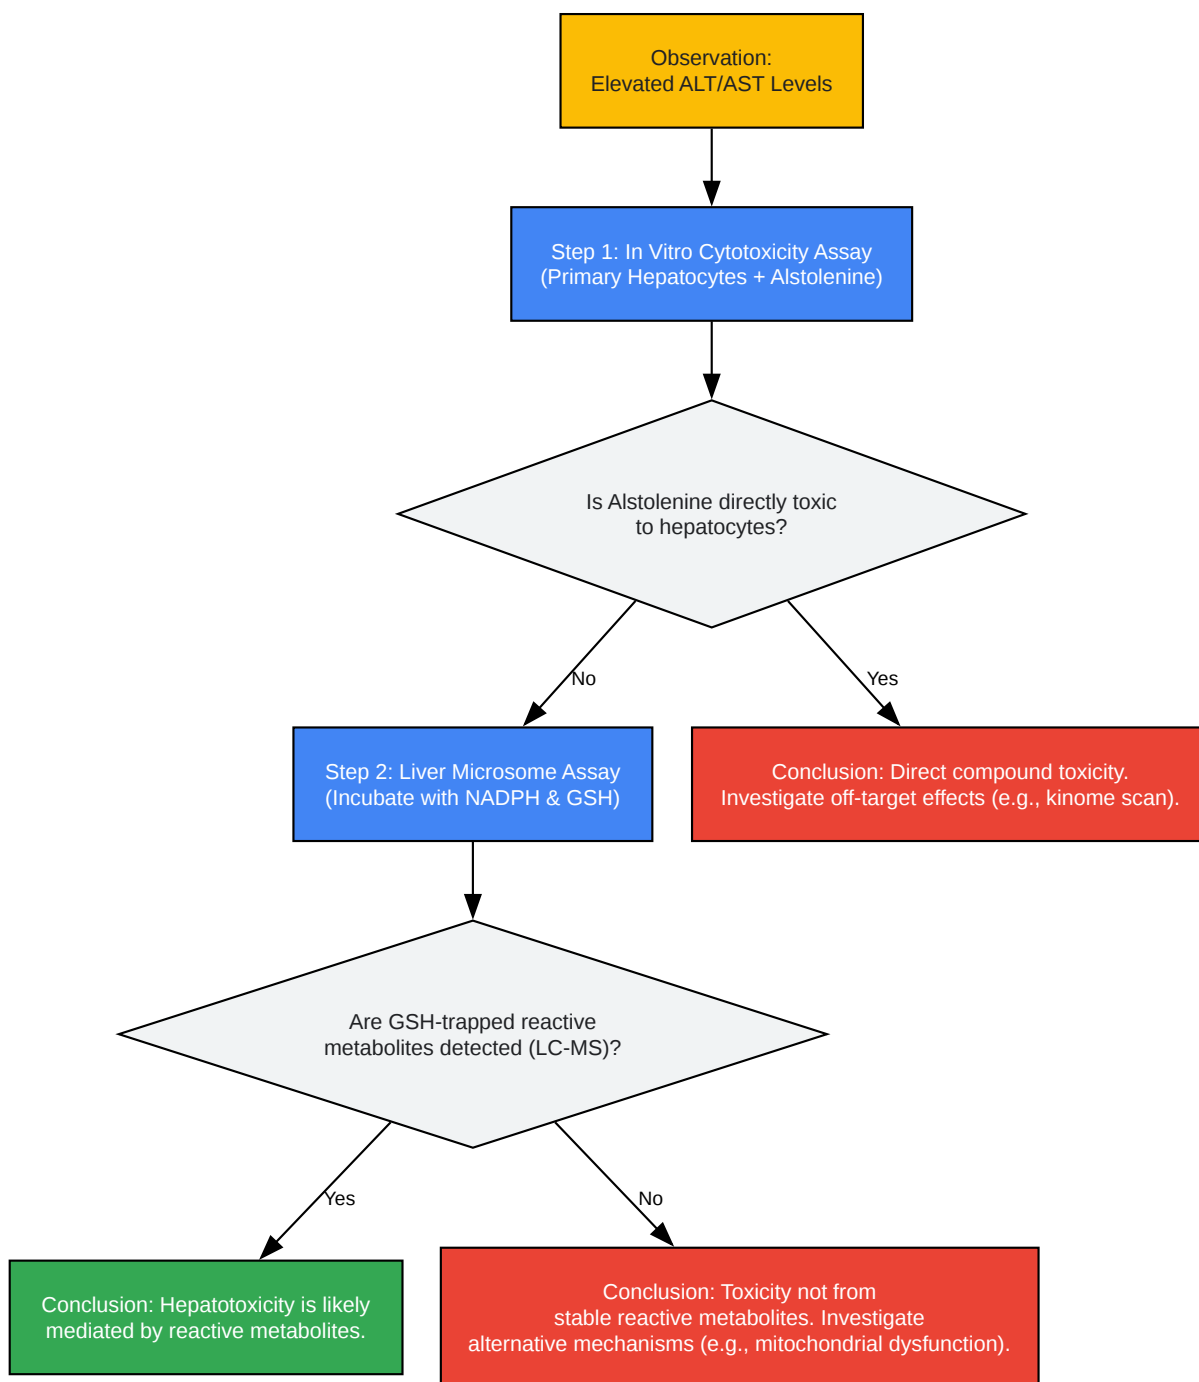 Observation:
Elevated ALT/AST Levels
Step 1: In Vitro Cytotoxicity Assay
(Primary Hepatocytes + Alstolenine)
Is Alstolenine directly toxic
to hepatocytes?
No
Yes
Step 2: Liver Microsome Assay
(Incubate with NADPH & GSH)
Conclusion: Direct compound toxicity.
Investigate off-target effects (e.g., kinome scan).
Are GSH-trapped reactive
metabolites detected (LC-MS)?
Yes
No
Conclusion: Hepatotoxicity is likely
mediated by reactive metabolites.
Conclusion: Toxicity not from
stable reactive metabolites. Investigate
alternative mechanisms (e.g., mitochondrial dysfunction).